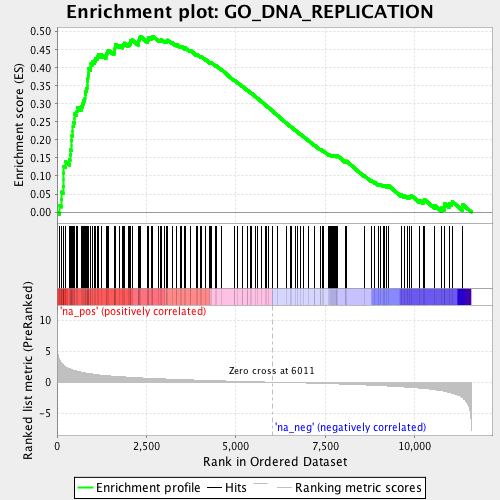 Enrichment plot: GO_DNA_REPLICATION
Enrichment score (ES)
0.50
0.45
0.40
0.35
0.30
0.25
0.20
0.15
0.10
0.05
0.00
Ranked list metric (PreRanked)
'na_pos' (positively correlated)
10
5
0
-5
Zero cross at 6011
'na_neg' (negatively correlated)
0
2,500
5,000
7,500
10,000
Rank in Ordered Dataset
Enrichment profile
Hits
Ranking metric scores